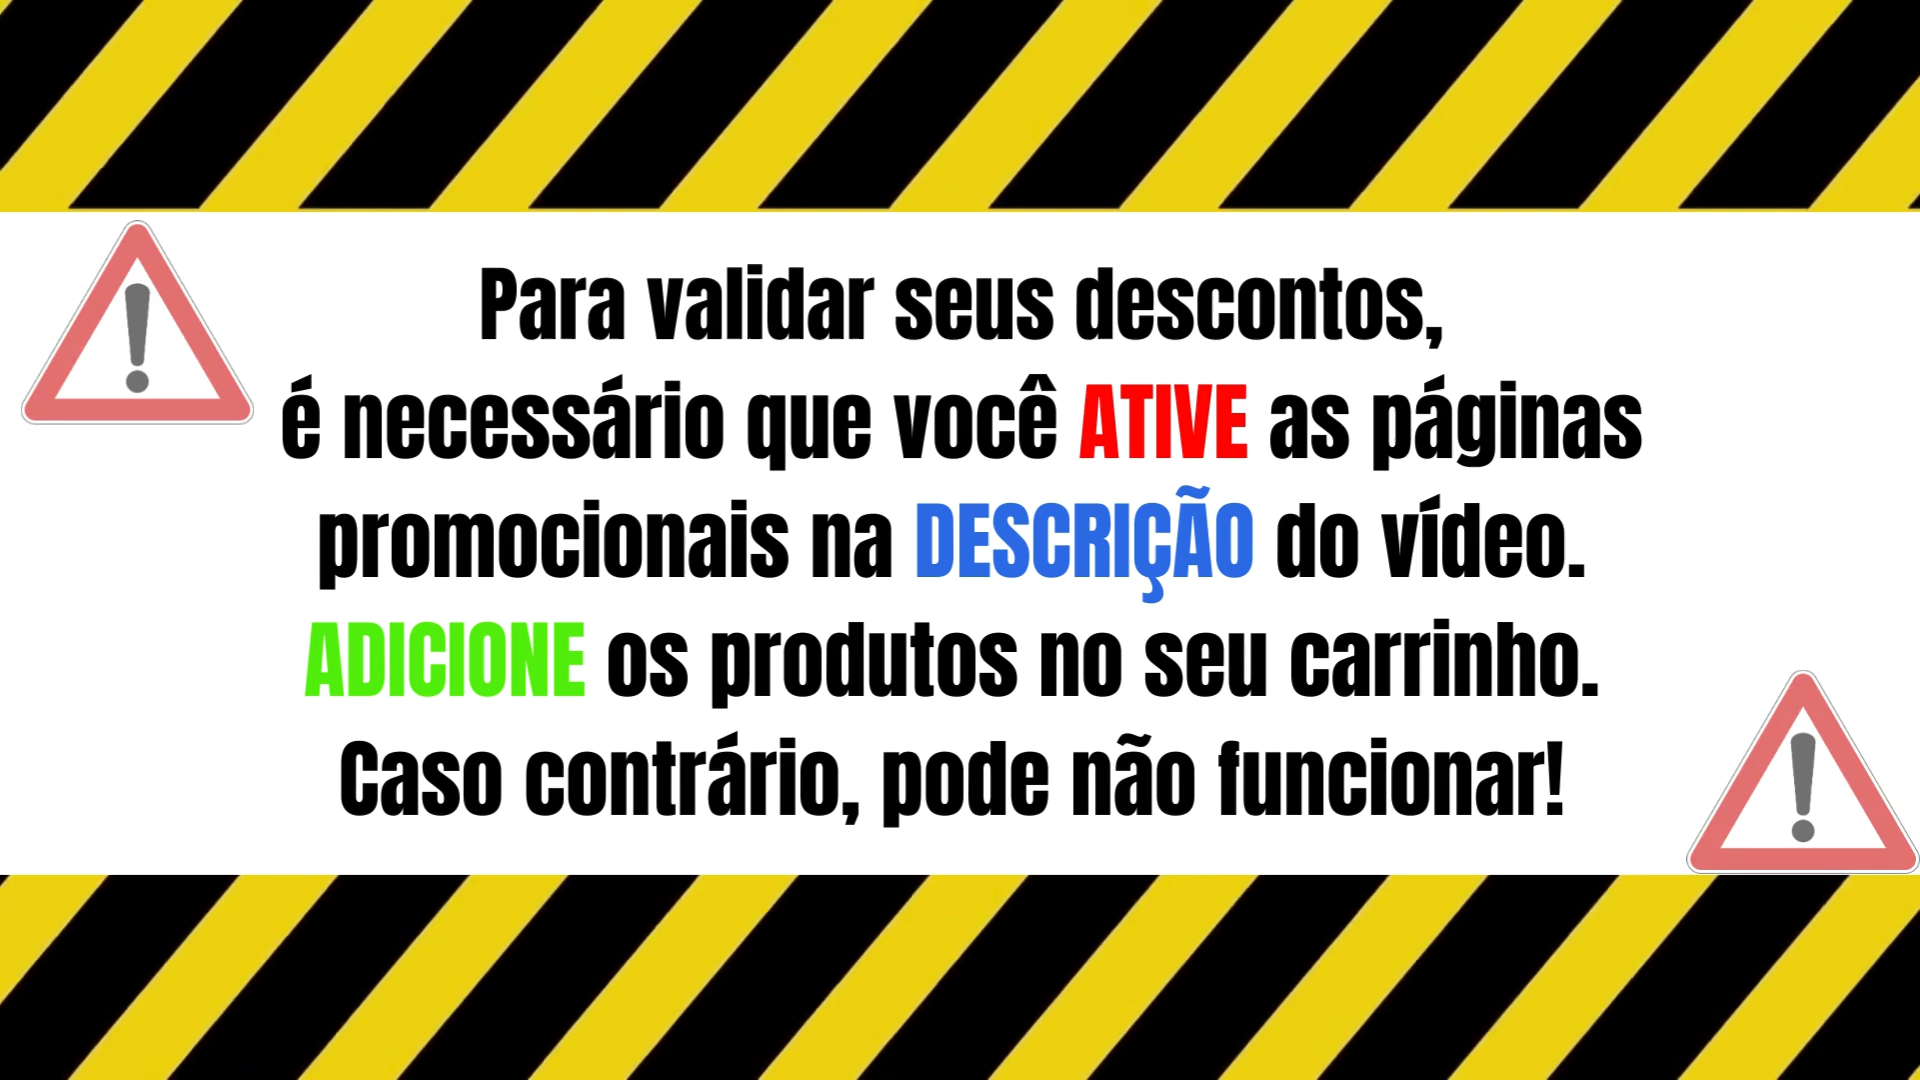 Para validar seus descontos,
é necessário que você ATIVE as páginas
promocionais na DESCRIÇÃO do vídeo.
ADICIONE os produtos no seu carrinho.
Caso contrário, pode não funcionar!